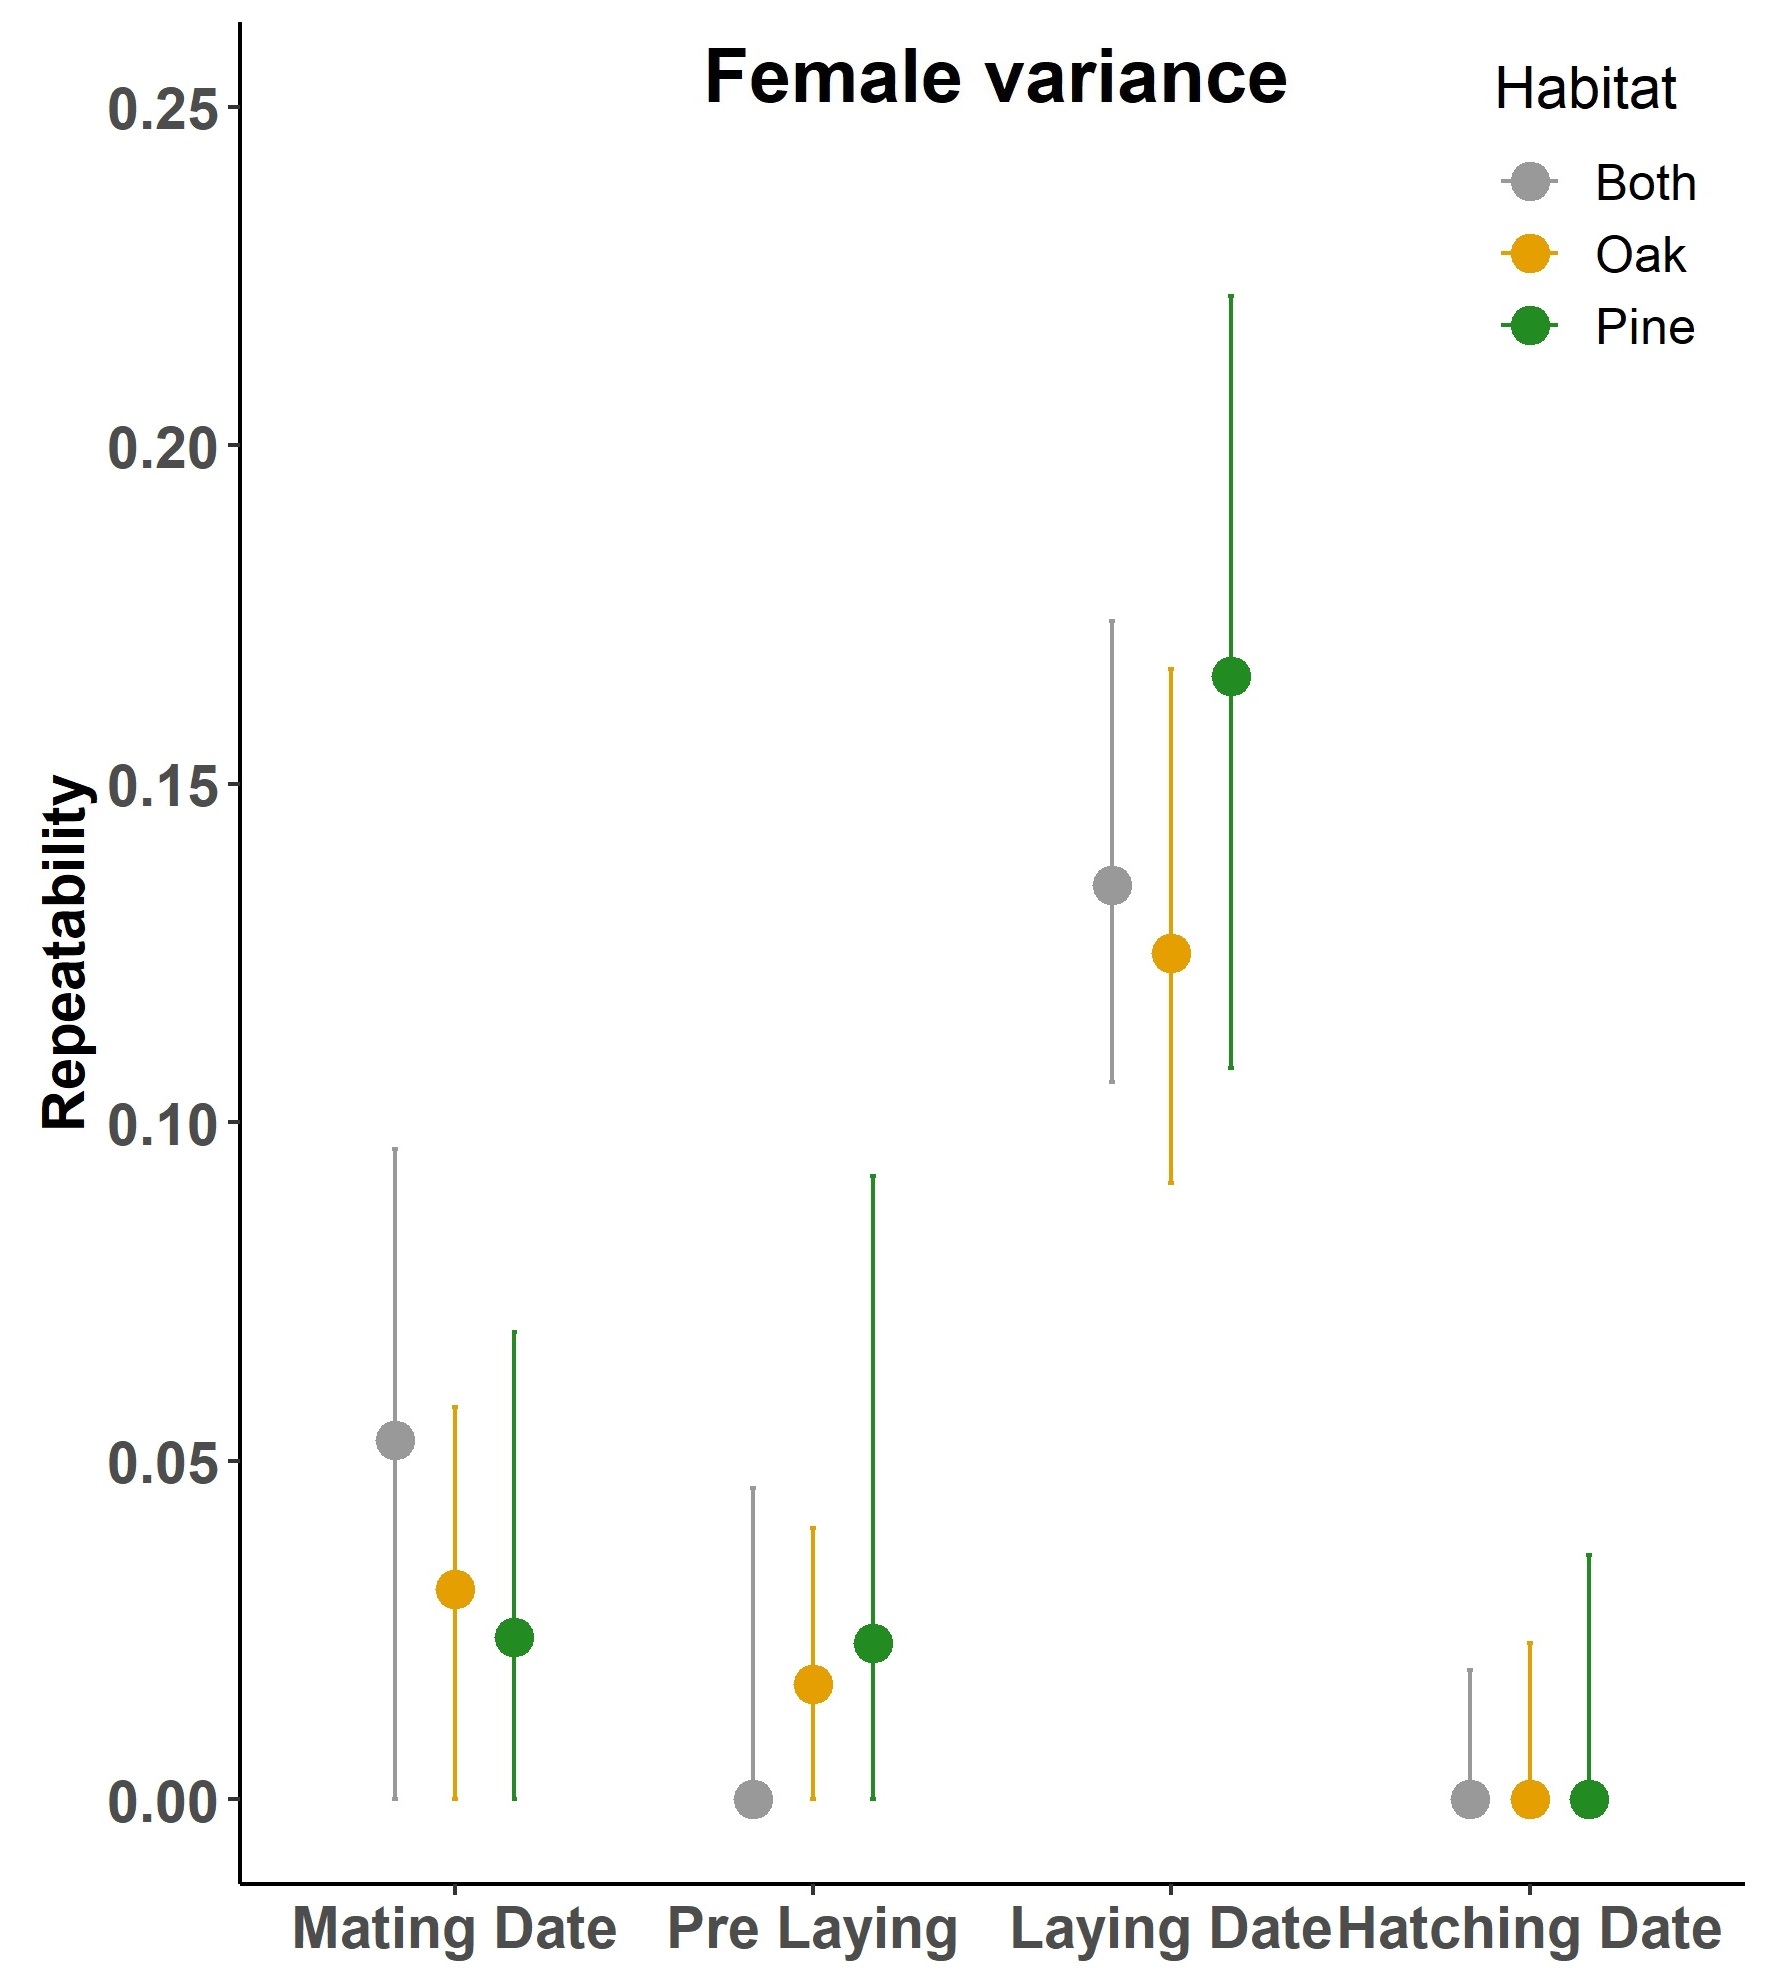 Female variance
Habitat
Both
Oak
Pine
Repeatability
0.25
0.20
0.15
0.10
0.05
0.00
Mating Date
Pre Laying
Laying Date
Hatching Date